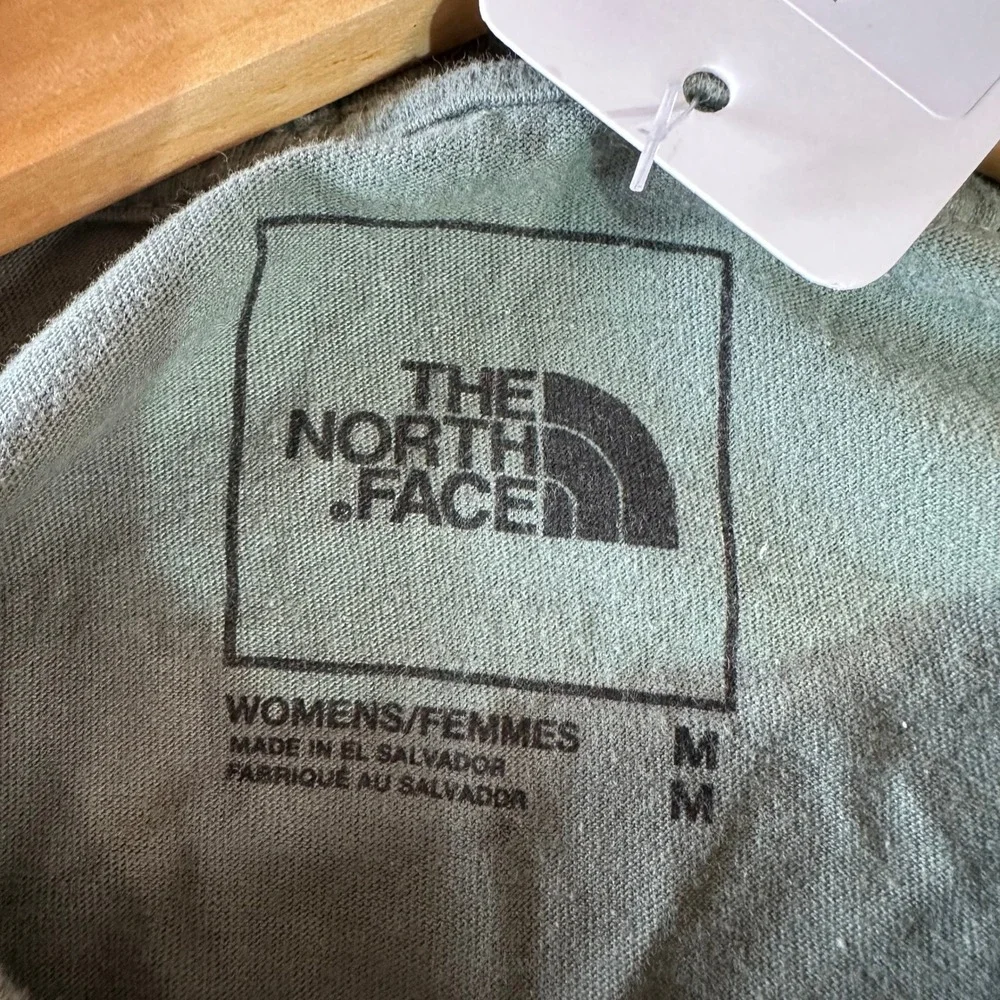 THE
NORTH
FACE
WOMENS/FEMMES M
MADE IN EL SALVADOR
FABRIQUÉ AU SALVADOR M